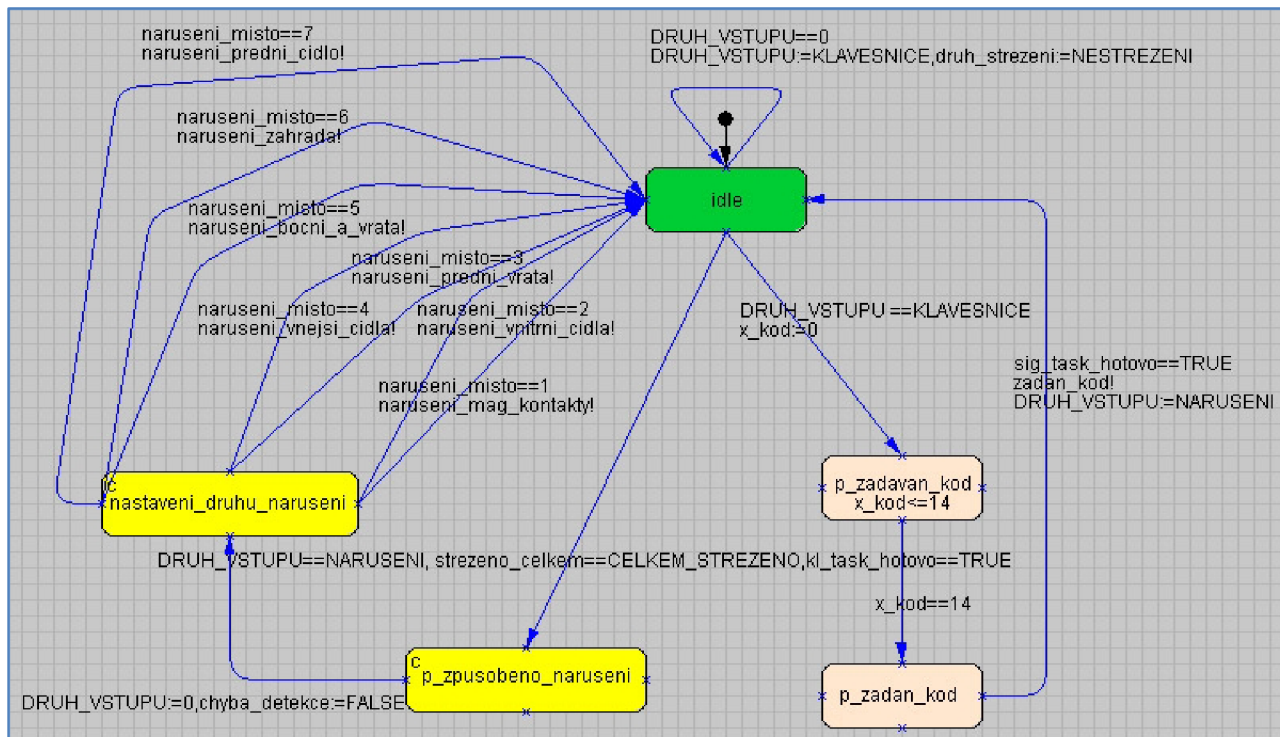 naruseni_misto==7
naruseni_predni_cidlo!
DRUH_VSTUPU==0
DRUH_VSTUPU:=KLAVESNICE,druh_strezeni:=NESTREZENI
naruseni_misto==6
naruseni_zahrada!
idle
naruseni_misto==5
naruseni_bocni_a_vrata!
naruseni_misto==3
naruseni_predni_vrata!
naruseni_misto==4
naruseni_vnejsi_cidla!
naruseni_misto==2
naruseni_vnitrni_cidla!
DRUH_VSTUPU ==KLAVESNICE
x_kod:=0
sig_task_hotovo==TRUE
zadan_kod!
DRUH_VSTUPU:=NARUSENI
naruseni_misto==1
naruseni_mag_kontakty!
C
nastaveni_druhu_naruseni
p_zadavan_kod
x_kod<=14
DRUH_VSTUPU==NARUSENI, strezeno_celkem==CELKEM_STREZENO,kl_task_hotovo==TRUE
x_kod==14
C
p_zpusobeno_naruseni
p_zadan_kod
DRUH_VSTUPU:=0,chyba_detekce:=FALSE